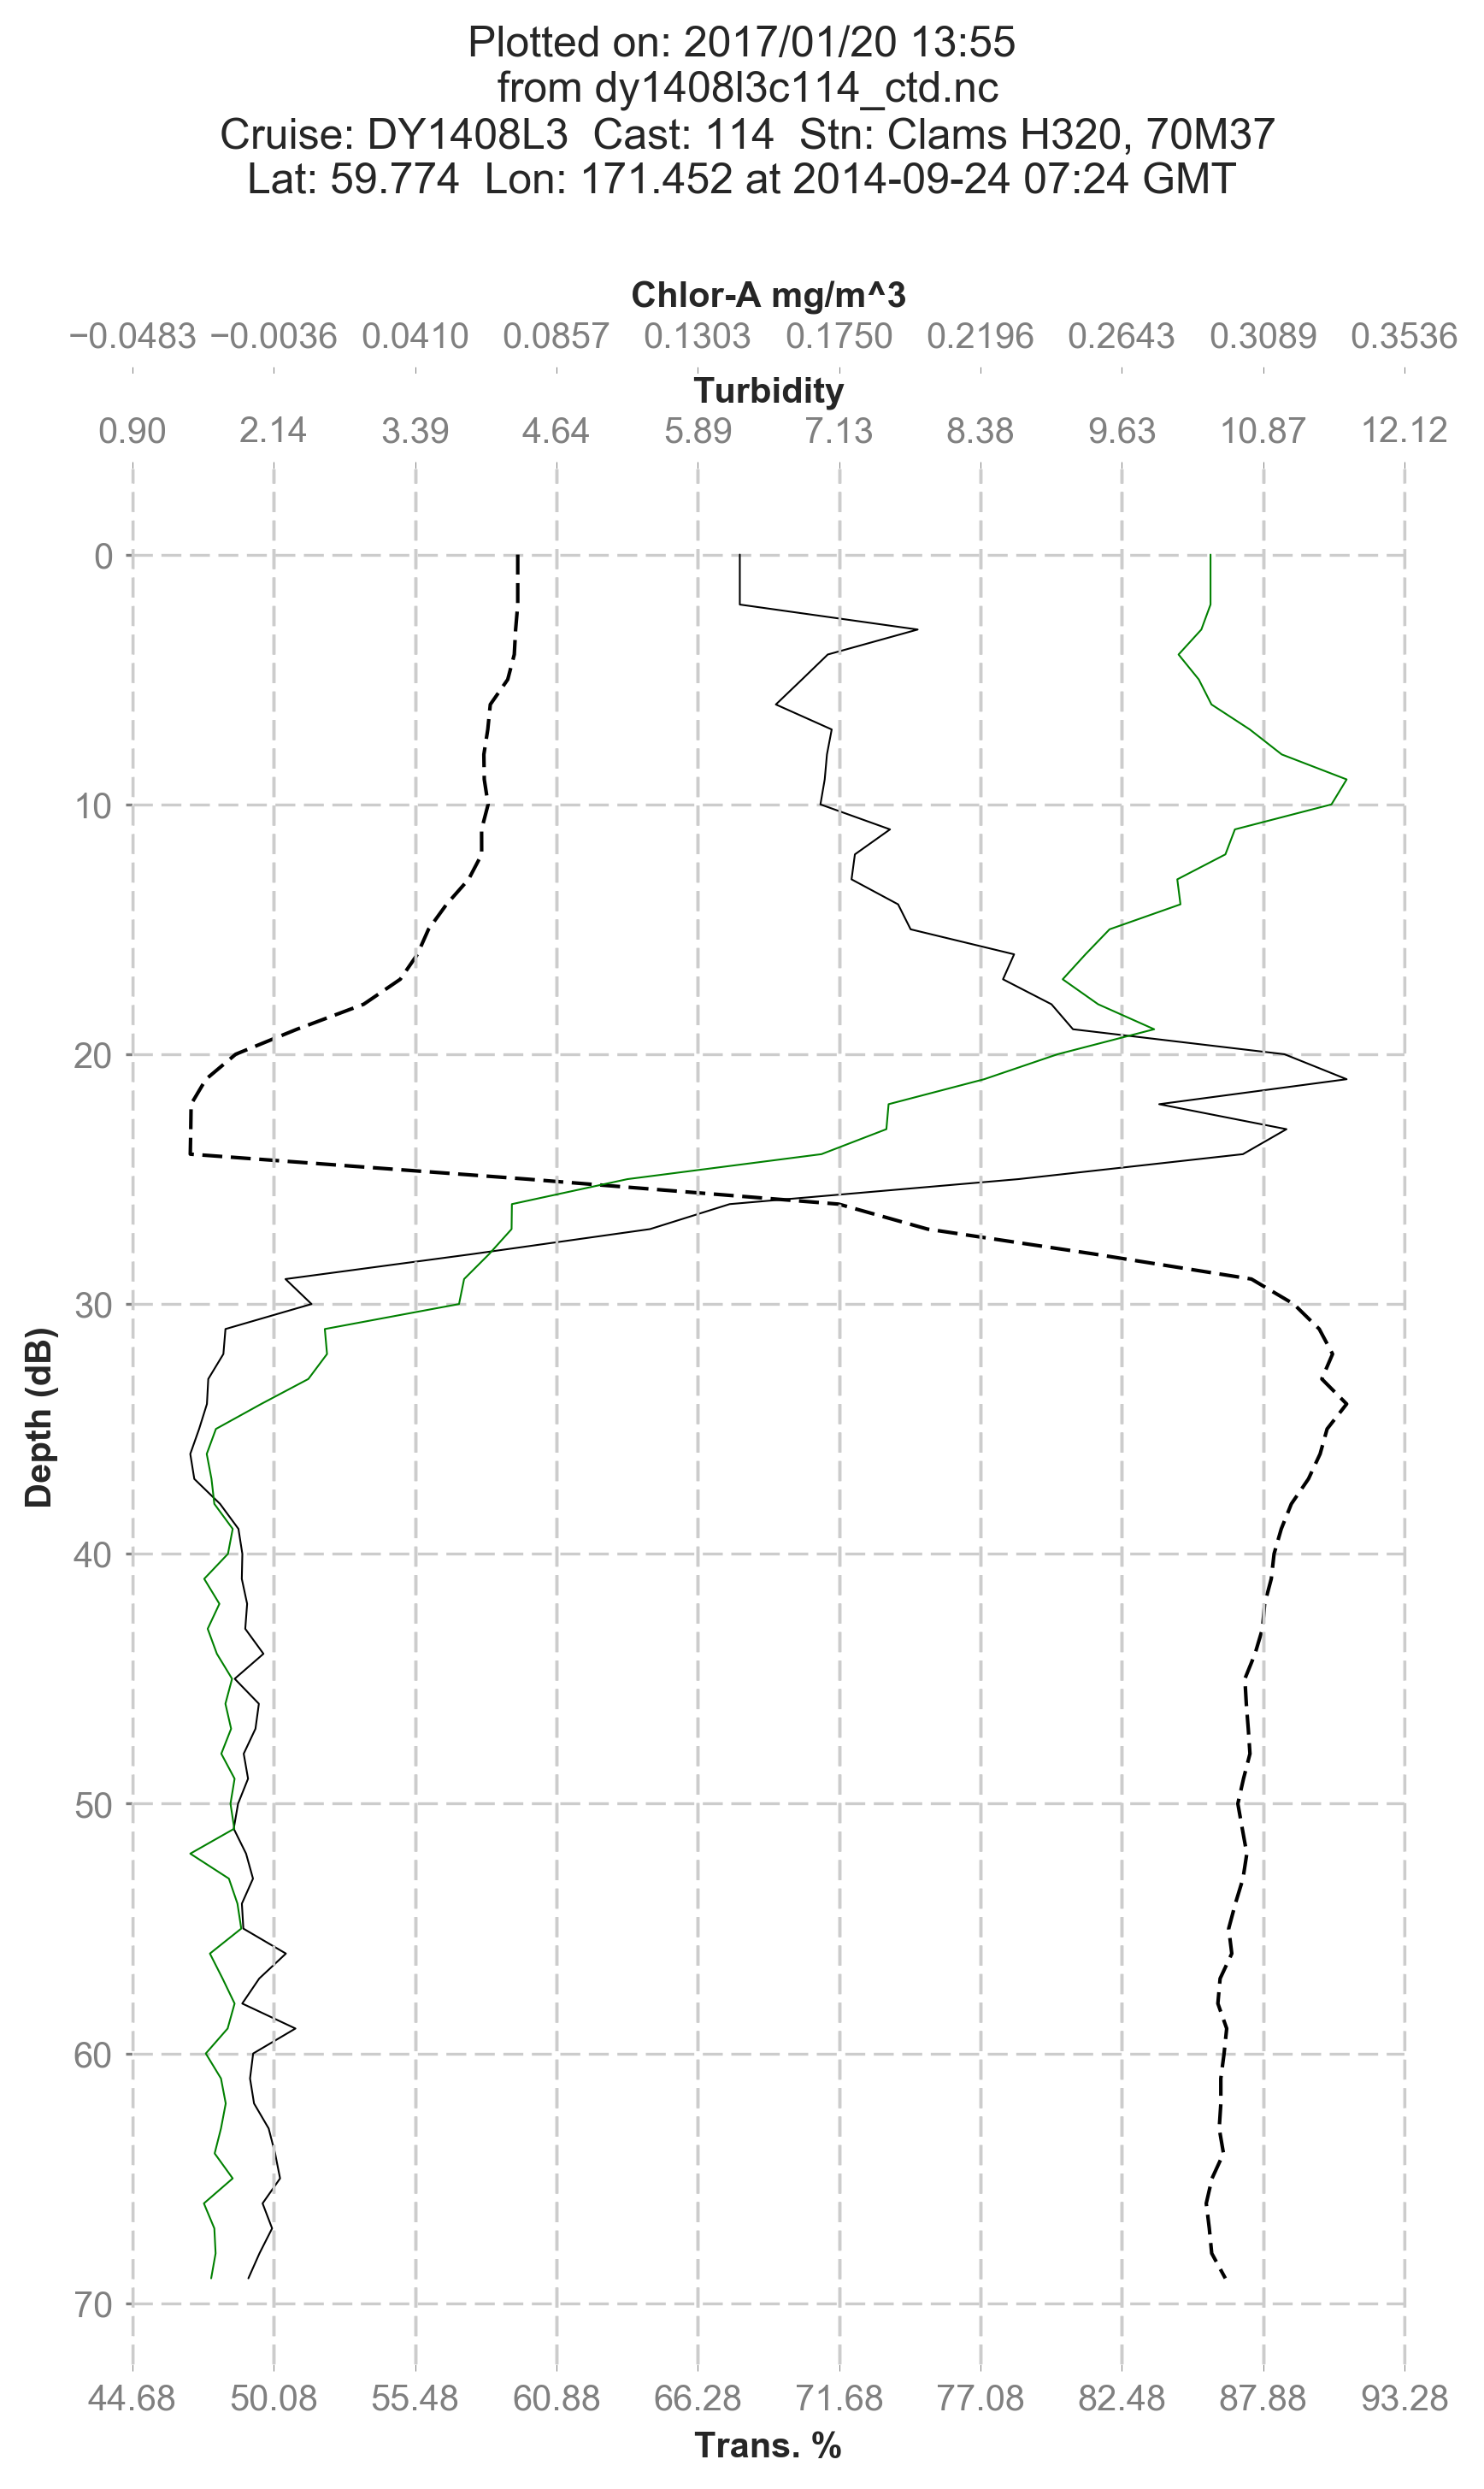 Plotted on: 2017/01/20 13:55
from dy1408l3c114_ctd.nc
Cruise: DY1408L3  Cast: 114  Stn: Clams H320, 70M37
Lat: 59.774  Lon: 171.452 at 2014-09-24 07:24 GMT
Chlor-A mg/m^3
−0.0483 −0.0036 0.0410 0.0857 0.1303 0.1750 0.2196 0.2643 0.3089 0.3536
Turbidity
0.90 2.14 3.39 4.64 5.89 7.13 8.38 9.63 10.87 12.12
0
10
20
30
40
50
60
70
Depth (dB)
44.68 50.08 55.48 60.88 66.28 71.68 77.08 82.48 87.88 93.28
Trans. %